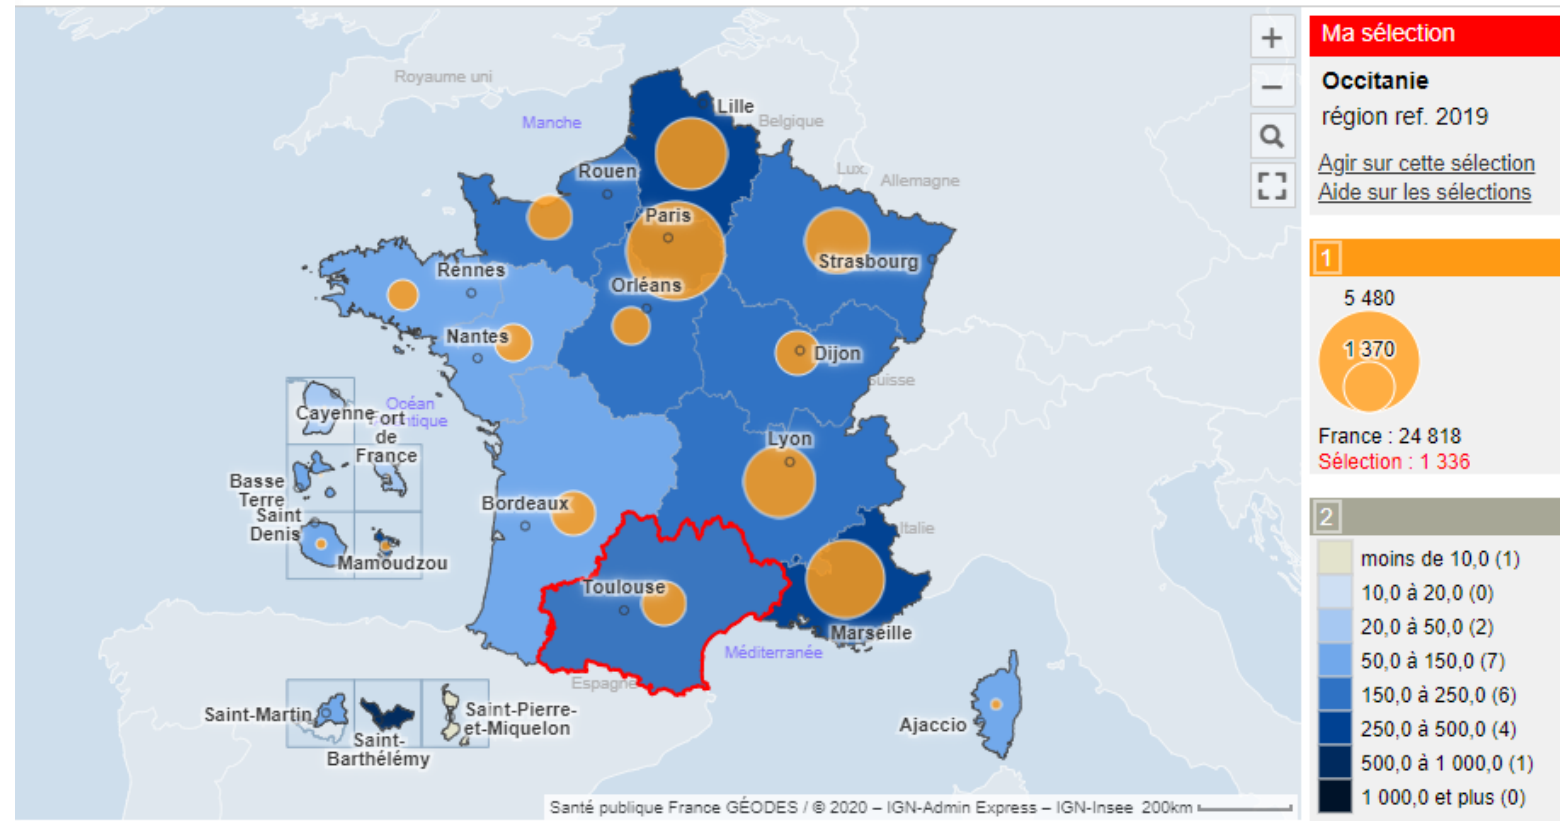 Royaume uni
Manche
Lille
Belgique
Rouen
Lux.
Allemagne
Paris
Strasbourg
Rennes
Orléans
Nantes
Dijon
Suisse
Océan
Cayenne
ort
de
France
tique
Lyon
Basse
Terre
Bordeaux
Saint
Denis
Italie
Mamoudzou
Toulouse
Marseille
Méditerranée
Espagne
Saint-Martin
Saint-
Barthélémy
Saint-Pierre-
et-Miquelon
Ajaccio
Santé publique France GÉODES / © 2020 – IGN-Admin Express – IGN-Insee 200km
+
−
Ma sélection
Occitanie
région ref. 2019
Agir sur cette sélection
Aide sur les sélections
1
5 480
1 370
France : 24 818
Sélection : 1 336
2
moins de 10,0 (1)
10,0 à 20,0 (0)
20,0 à 50,0 (2)
50,0 à 150,0 (7)
150,0 à 250,0 (6)
250,0 à 500,0 (4)
500,0 à 1 000,0 (1)
1 000,0 et plus (0)